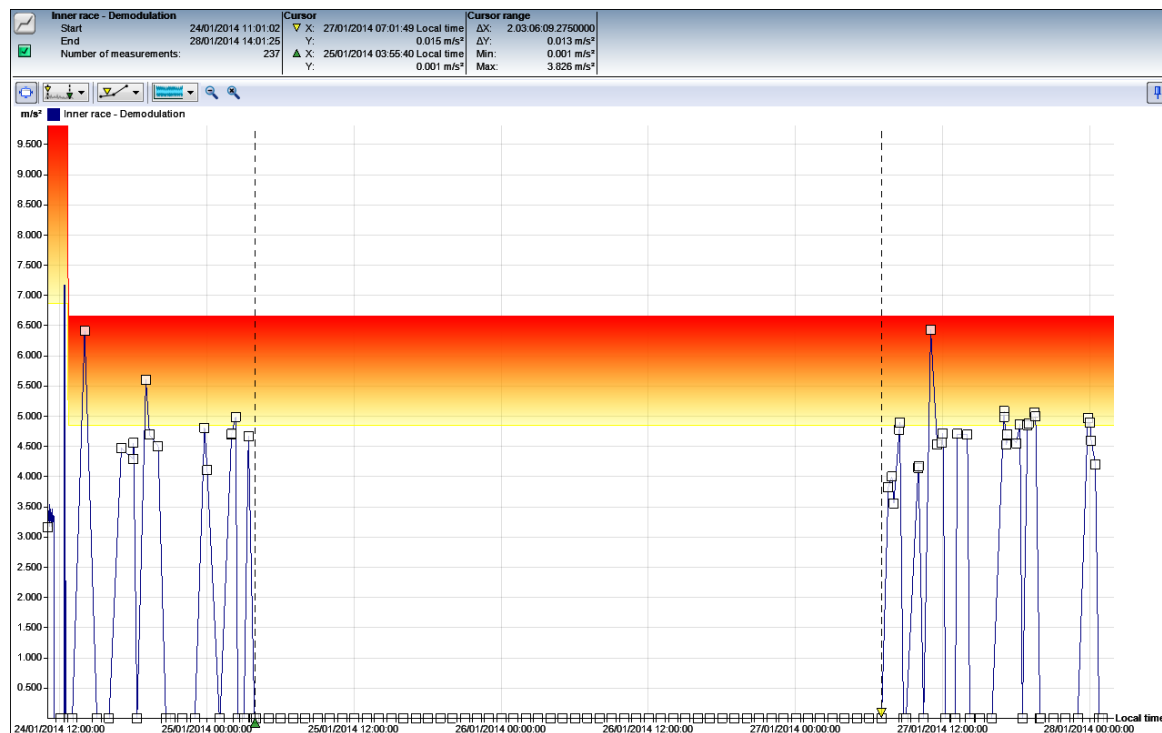 Inner race - Demodulation
Start 24/01/2014 11:01:02
End 28/01/2014 14:01:25
Number of measurements: 237
Cursor
X: 27/01/2014 07:01:49 Local time
Y: 0.015 m/s²
X: 25/01/2014 03:55:40 Local time
Y: 0.001 m/s²
Cursor range
ΔX: 2.03:06:09.2750000
ΔY: 0.013 m/s²
Min: 0.001 m/s²
Max: 3.826 m/s²
m/s² Inner race - Demodulation
9.500
9.000
8.500
8.000
7.500
7.000
6.500
6.000
5.500
5.000
4.500
4.000
3.500
3.000
2.500
2.000
1.500
1.000
0.500
Local time
24/01/2014 12:00:00 25/01/2014 00:00:00 25/01/2014 12:00:00 26/01/2014 00:00:00 26/01/2014 12:00:00 27/01/2014 00:00:00 27/01/2014 12:00:00 28/01/2014 00:00:00